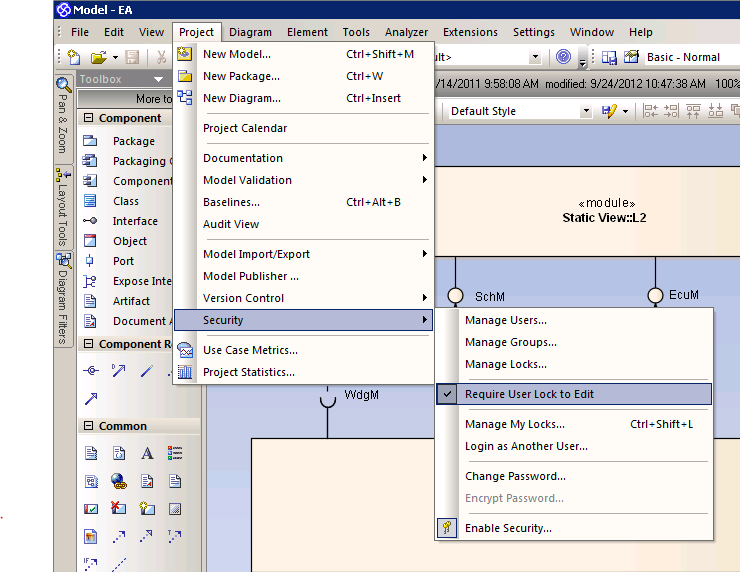 Model - EA
File Edit View Project Diagram Element Tools Analyzer Extensions Settings Window Help
ult> Basic - Normal
/14/2011 9:58:08 AM modified: 9/24/2012 10:47:38 AM 100%
Default Style
Pan & Zoom
Layout Tools
Diagram Filters
Toolbox
More to
Component
Package
Packaging C
Component
Class
Interface
Object
Port
Expose Inte
Artifact
Document A
Component Re
Common
New Model... Ctrl+Shift+M
New Package... Ctrl+W
New Diagram... Ctrl+Insert
Project Calendar
Documentation
Model Validation
Baselines... Ctrl+Alt+B
Audit View
Model Import/Export
Model Publisher ...
Version Control
Security
Use Case Metrics...
Project Statistics...
«module»
Static View::L2
SchM
EcuM
WdgM
Manage Users...
Manage Groups...
Manage Locks...
Require User Lock to Edit
Manage My Locks... Ctrl+Shift+L
Login as Another User...
Change Password...
Encrypt Password...
Enable Security...